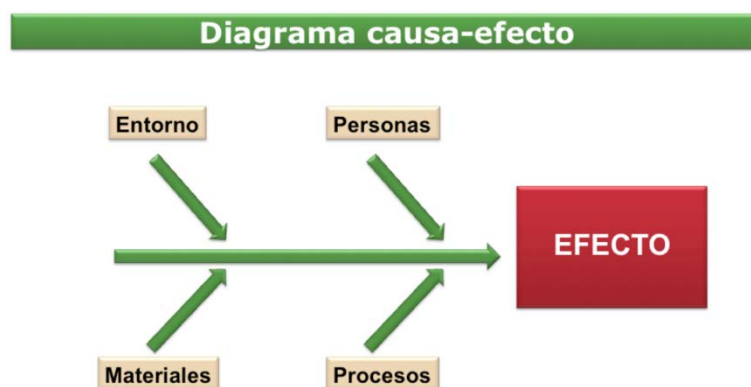 Diagrama causa-efecto
Entorno
Personas
EFECTO
Materiales
Procesos